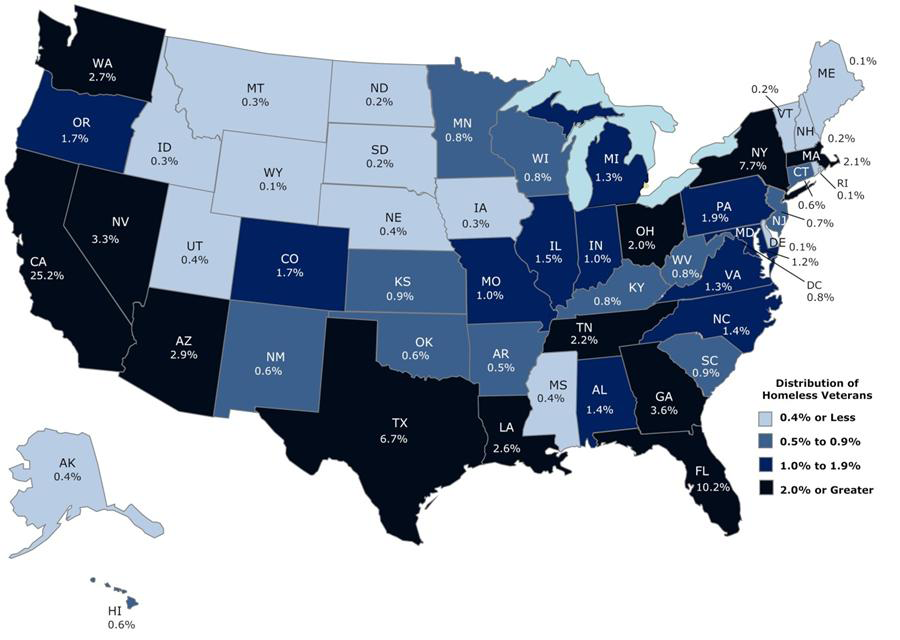 WA
2.7%
OR
1.7%
CA
25.2%
NV
3.3%
ID
0.3%
MT
0.3%
WY
0.1%
UT
0.4%
CO
1.7%
AZ
2.9%
NM
0.6%
ND
0.2%
SD
0.2%
NE
0.4%
KS
0.9%
OK
0.6%
TX
6.7%
MN
0.8%
IA
0.3%
MO
1.0%
AR
0.5%
LA
2.6%
WI
0.8%
IL
1.5%
MI
1.3%
IN
1.0%
OH
2.0%
KY
0.8%
TN
2.2%
MS
0.4%
AL
1.4%
GA
3.6%
FL
10.2%
SC
0.9%
NC
1.4%
VA
1.3%
WV
0.8%
PA
1.9%
NY
7.7%
VT
0.2%
NH
0.2%
ME
0.1%
MA
2.1%
RI
0.1%
CT
0.6%
NJ
0.7%
DE
0.1%
MD
1.2%
DC
0.8%
AK
0.4%
HI
0.6%
Distribution of
Homeless Veterans
0.4% or Less
0.5% to 0.9%
1.0% to 1.9%
2.0% or Greater